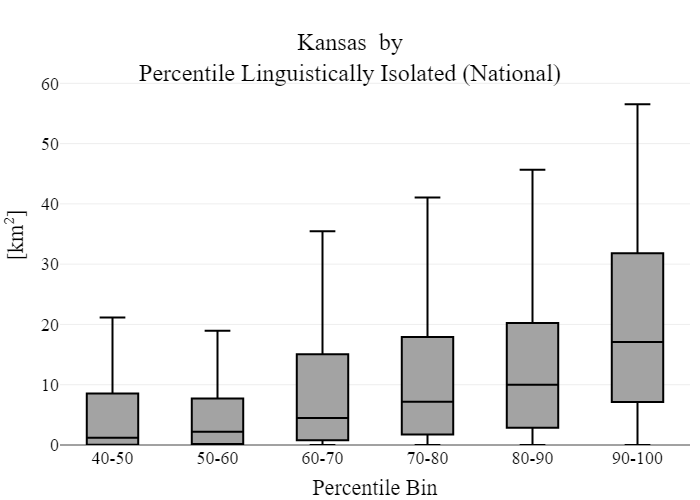 Kansas by
Percentile Linguistically Isolated (National)
60
50
40
30
20
10
0
[km²]
40-50 50-60 60-70 70-80 80-90 90-100
Percentile Bin